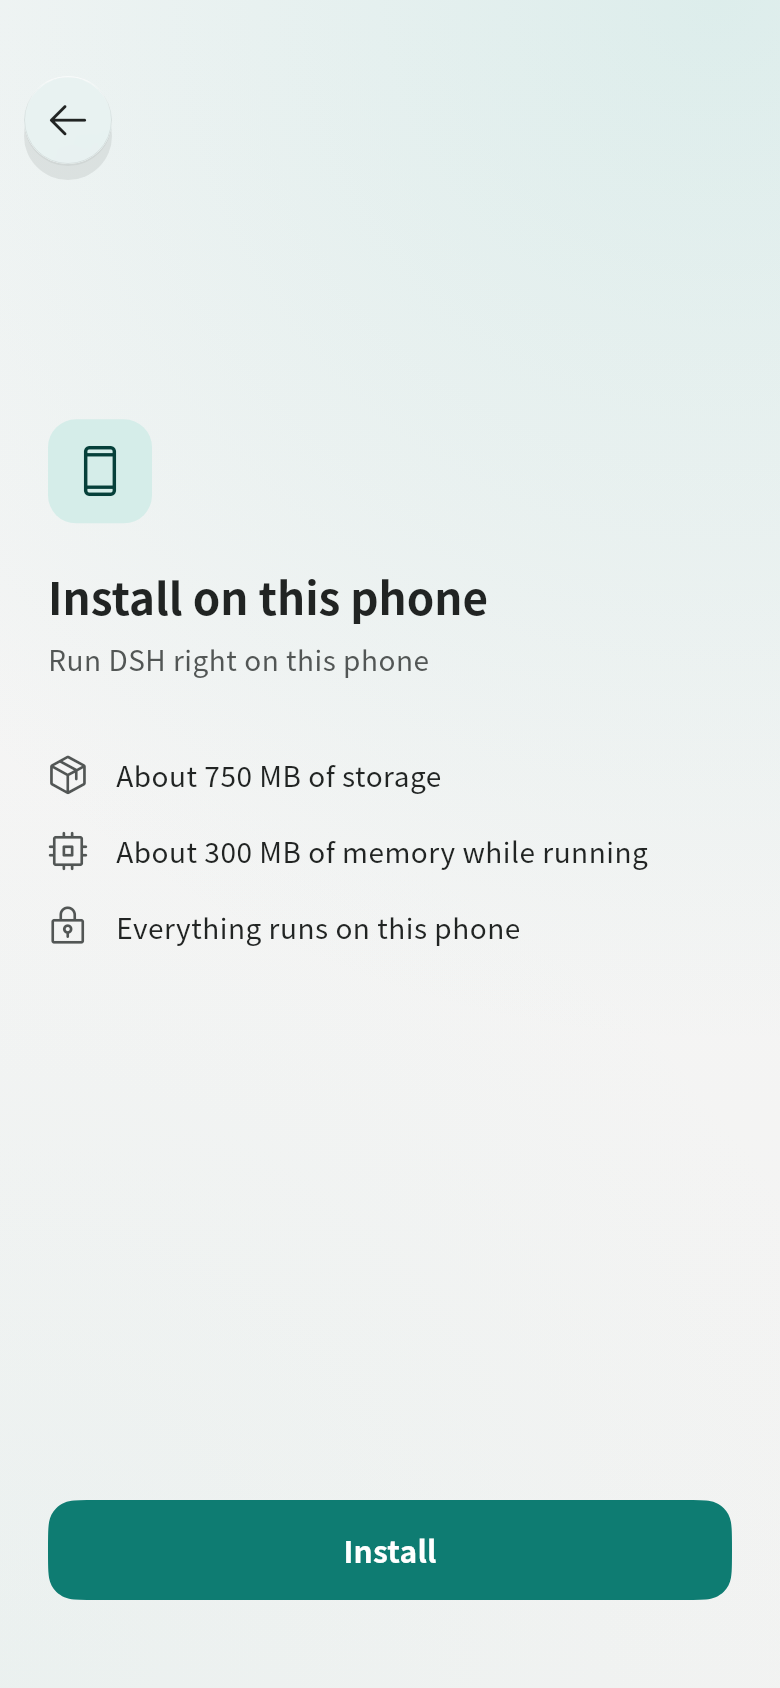 Install on this phone
Run DSH right on this phone
About 750 MB of storage
About 300 MB of memory while running
Everything runs on this phone
Install